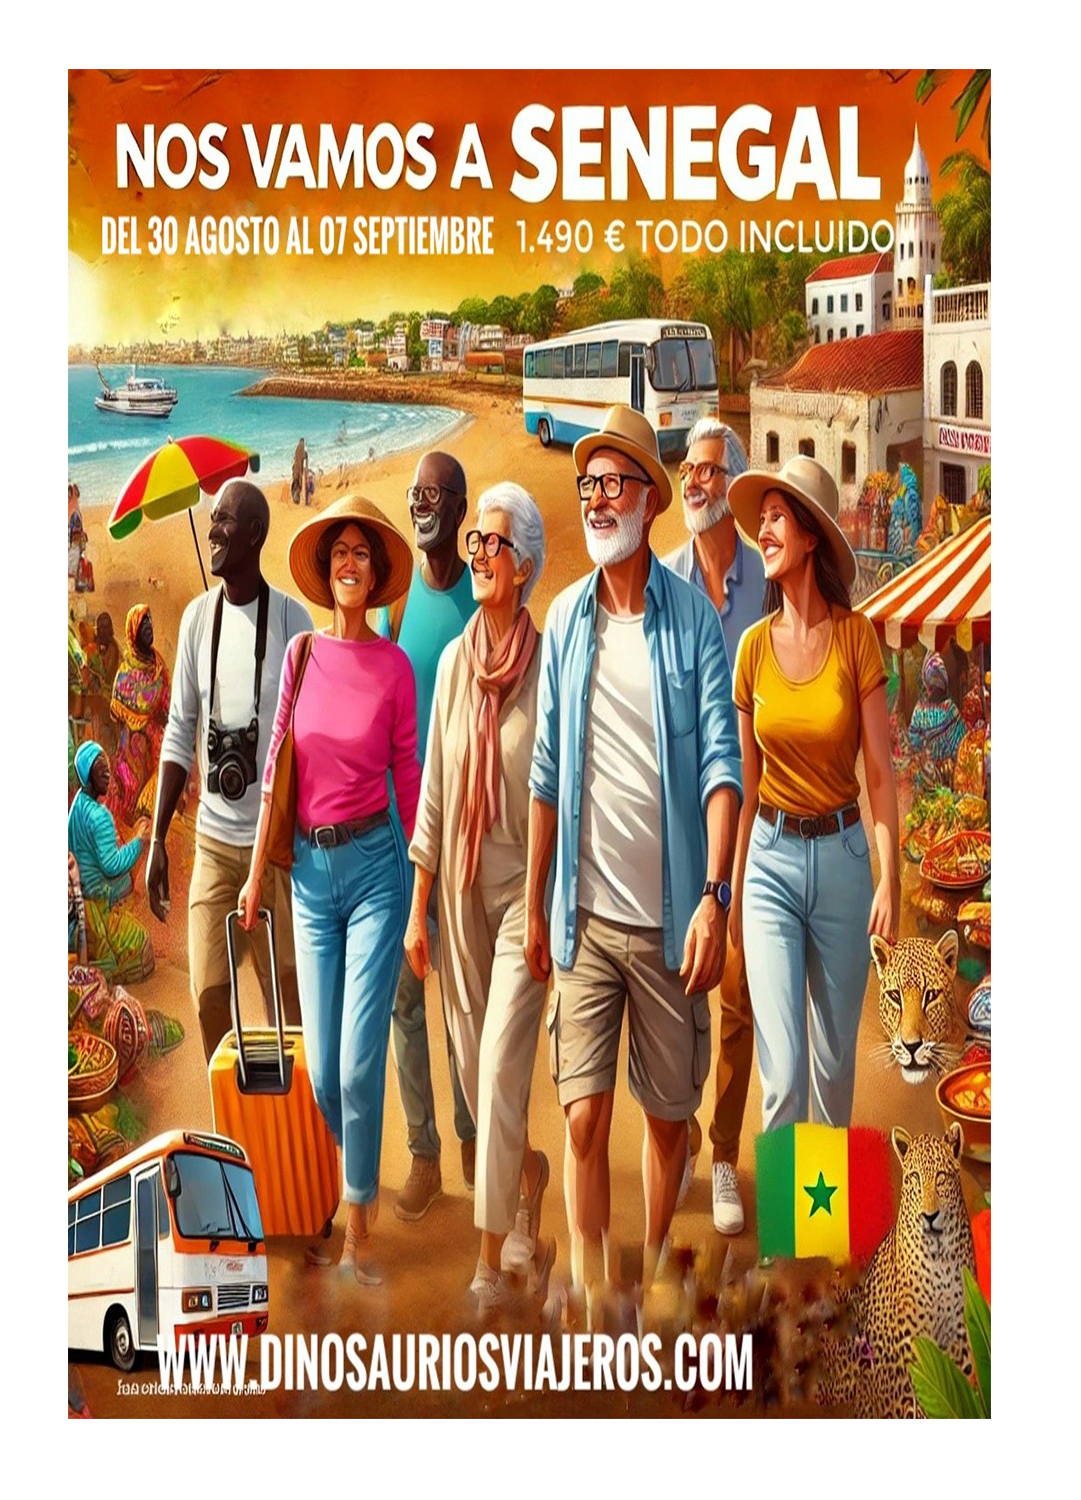 NOS VAMOS A SENEGAL
DEL 30 AGOSTO AL 07 SEPTIEMBRE 1.490 € TODO INCLUIDO
WWW.DINOSAURIOSVIAJEROS.COM